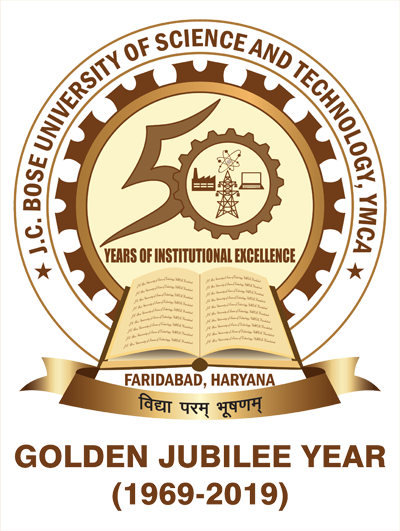 J.C. BOSE UNIVERSITY OF SCIENCE AND TECHNOLOGY, YMCA
50
YEARS OF INSTITUTIONAL EXCELLENCE
FARIDABAD, HARYANA
विद्या परम् भूषणम्
GOLDEN JUBILEE YEAR
(1969-2019)